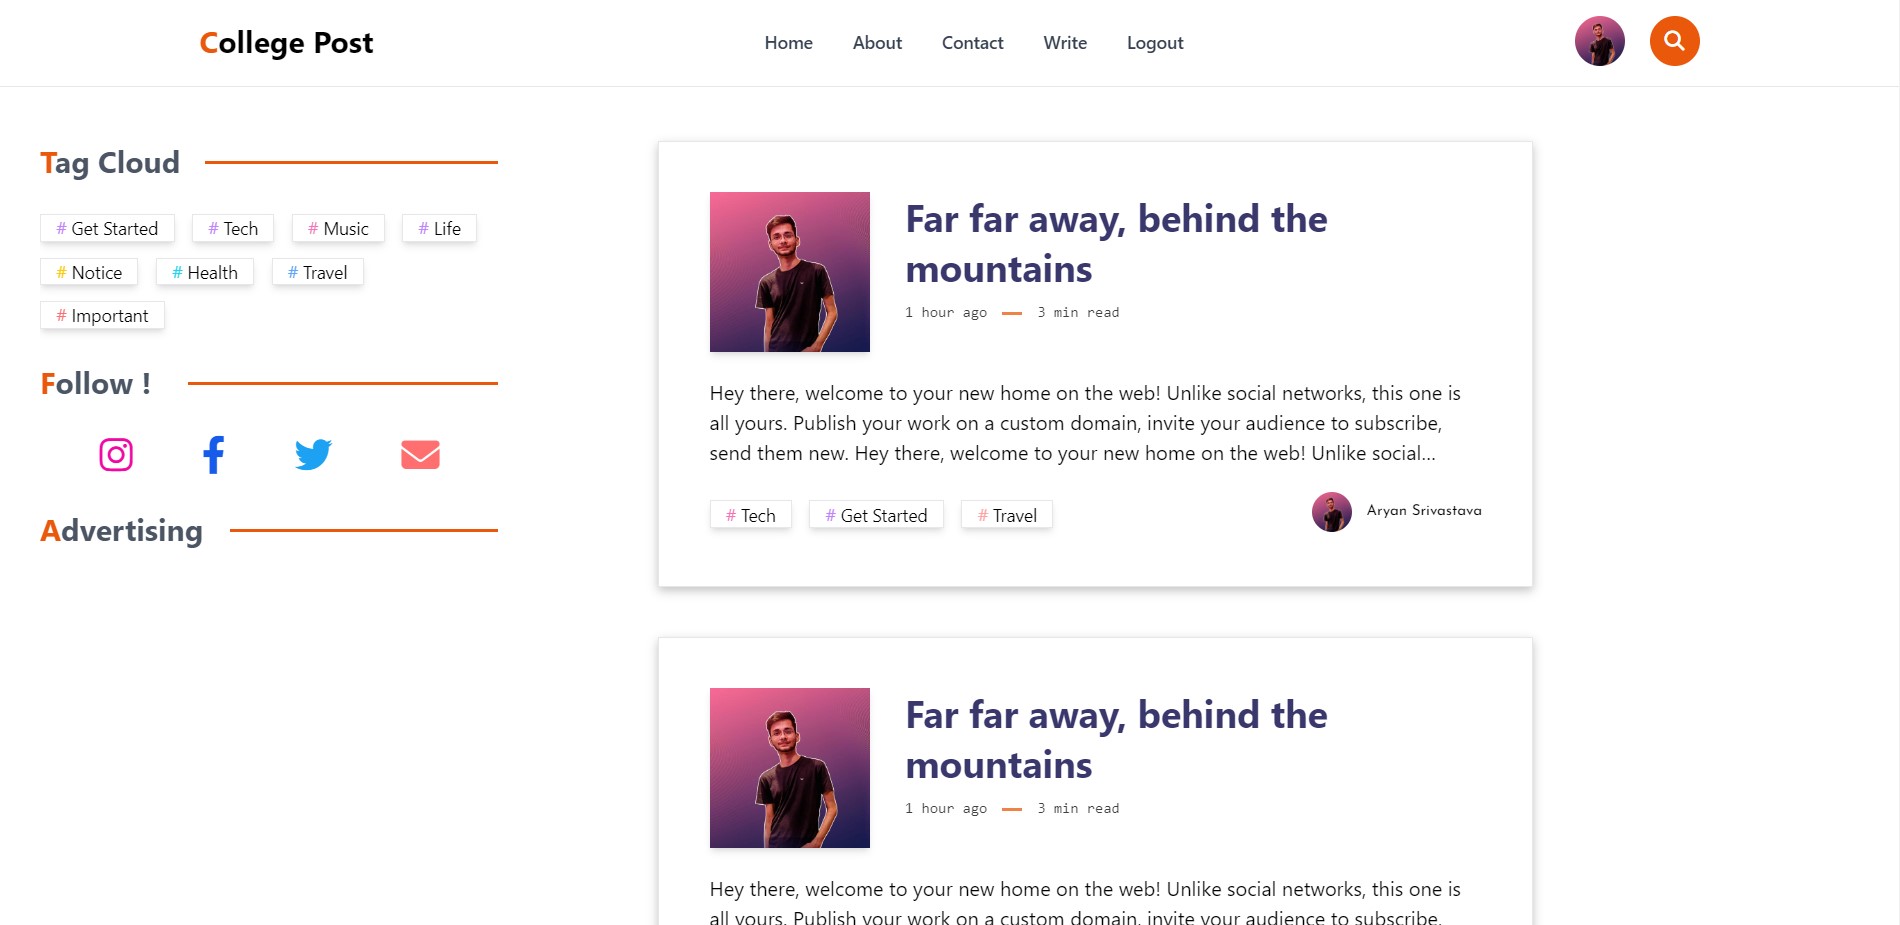 College Post
Home About Contact Write Logout
Tag Cloud
# Get Started # Tech # Music # Life
# Notice # Health # Travel
# Important
Follow !
Advertising
Far far away, behind the
mountains
1 hour ago — 3 min read
Hey there, welcome to your new home on the web! Unlike social networks, this one is
all yours. Publish your work on a custom domain, invite your audience to subscribe,
send them new. Hey there, welcome to your new home on the web! Unlike social...
# Tech # Get Started # Travel
Aryan Srivastava
Far far away, behind the
mountains
1 hour ago — 3 min read
Hey there, welcome to your new home on the web! Unlike social networks, this one is
all yours. Publish your work on a custom domain, invite your audience to subscribe,